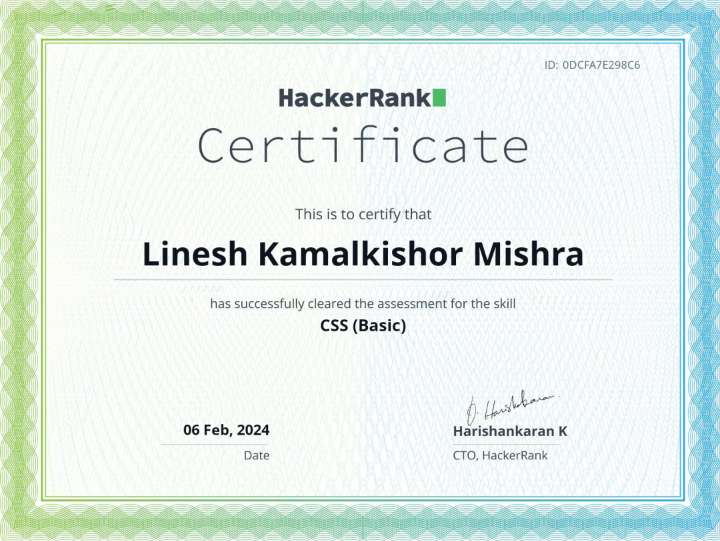 ID: 0DCFA7E298C6
HackerRank
Certificate
This is to certify that
Linesh Kamalkishor Mishra
has successfully cleared the assessment for the skill
CSS (Basic)
O. Harishankaran
06 Feb, 2024
Harishankaran K
Date
CTO, HackerRank